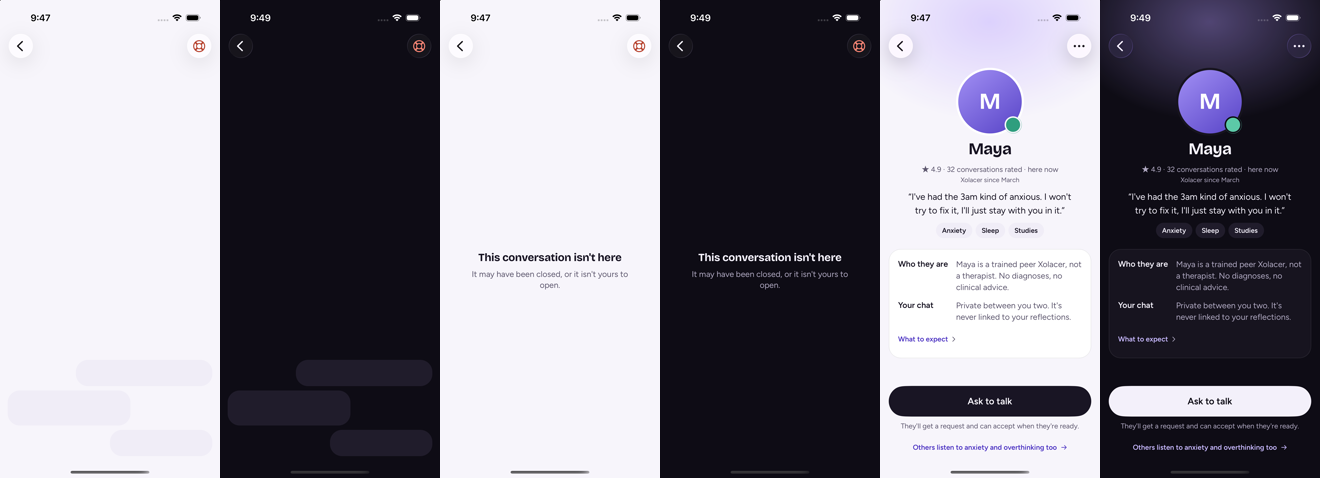 9:47
9:49
9:47
This conversation isn't here
It may have been closed, or it isn't yours to
open.
9:49
This conversation isn't here
It may have been closed, or it isn't yours to
open.
9:47
M
Maya
★ 4.9 · 32 conversations rated · here now
Xolacer since March
“I've had the 3am kind of anxious. I won't
try to fix it, I'll just stay with you in it.”
Anxiety Sleep Studies
Who they are Maya is a trained peer Xolacer, not
a therapist. No diagnoses, no
clinical advice.
Your chat Private between you two. It's
never linked to your reflections.
What to expect >
Ask to talk
They'll get a request and can accept when they're ready.
Others listen to anxiety and overthinking too →
9:49
M
Maya
★ 4.9 · 32 conversations rated · here now
Xolacer since March
“I've had the 3am kind of anxious. I won't
try to fix it, I'll just stay with you in it.”
Anxiety Sleep Studies
Who they are Maya is a trained peer Xolacer, not
a therapist. No diagnoses, no
clinical advice.
Your chat Private between you two. It's
never linked to your reflections.
What to expect >
Ask to talk
They'll get a request and can accept when they're ready.
Others listen to anxiety and overthinking too →